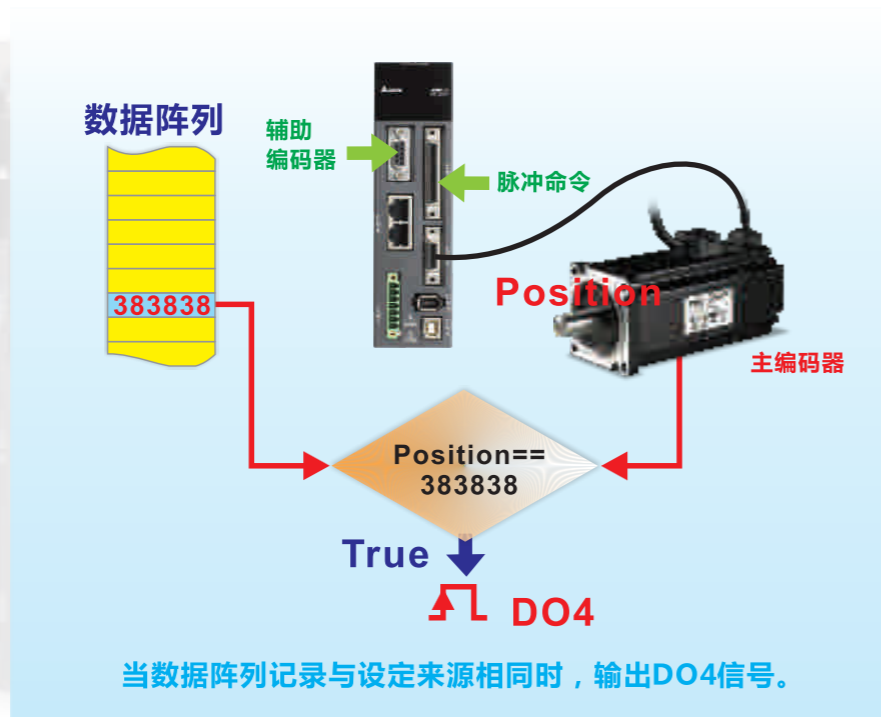 数据阵列
辅助
编码器
脉冲命令
383838
Position
主编码器
Position==
383838
True
DO4
当数据阵列记录与设定来源相同时，输出DO4信号。